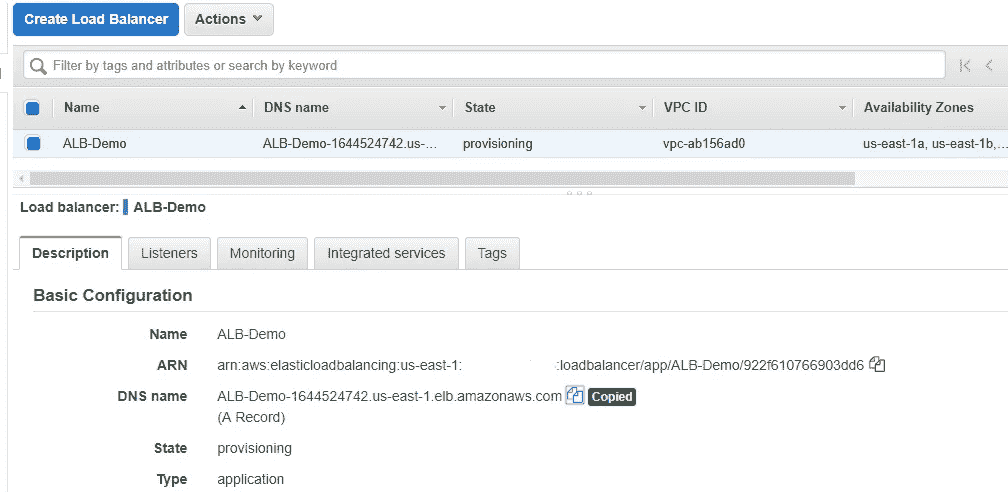 Create Load Balancer Actions
Filter by tags and attributes or search by keyword
Name DNS name State VPC ID Availability Zones
ALB-Demo ALB-Demo-1644524742.us-... provisioning vpc-ab156ad0 us-east-1a, us-east-1b,...
Load balancer: ALB-Demo
Description Listeners Monitoring Integrated services Tags
Basic Configuration
Name ALB-Demo
ARN arn:aws:elasticloadbalancing:us-east-1: :loadbalancer/app/ALB-Demo/922f610766903dd6
DNS name ALB-Demo-1644524742.us-east-1.elb.amazonaws.com Copied
(A Record)
State provisioning
Type application